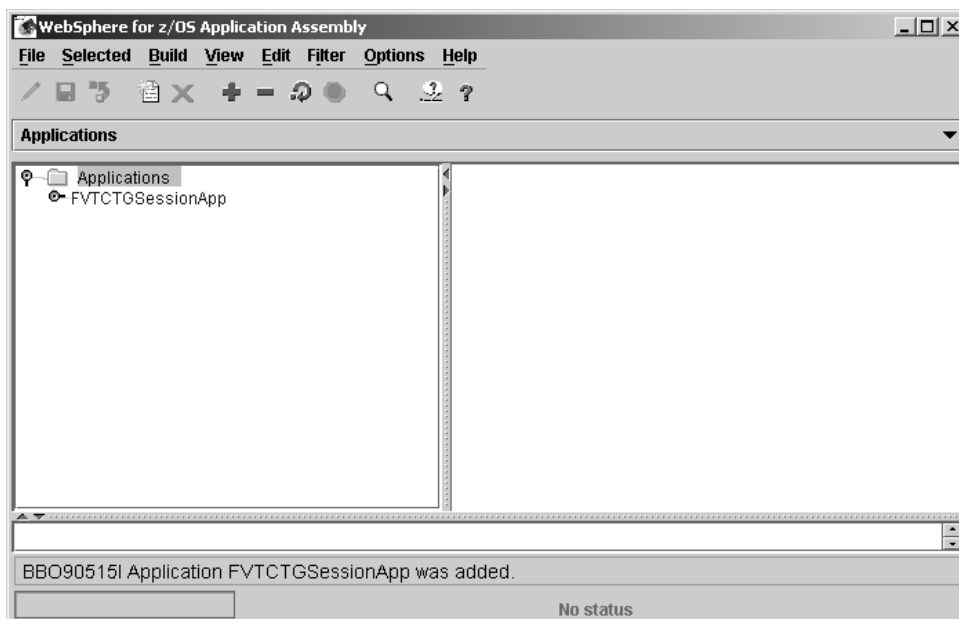 WebSphere for z/OS Application Assembly
File Selected Build View Edit Filter Options Help
Applications
Applications
FVTCTGSessionApp
BBO90515I Application FVTCTGSessionApp was added.
No status